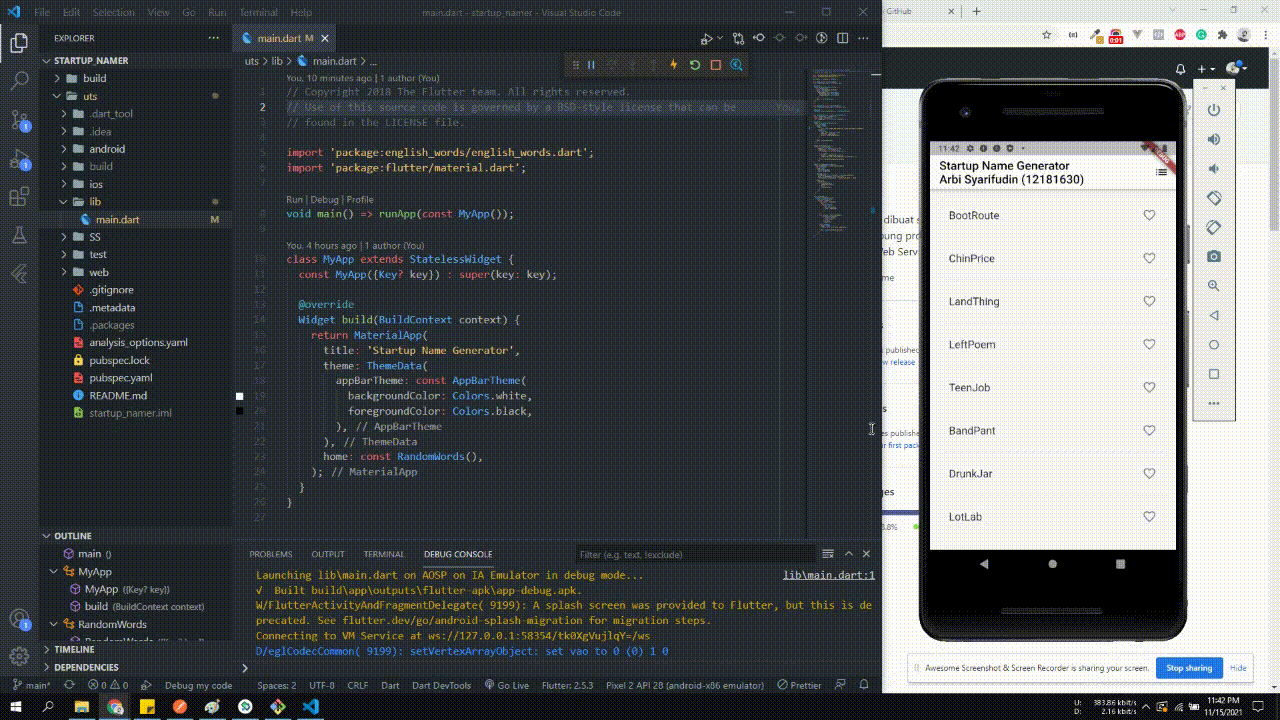 File Edit Selection View Go Run Terminal Help
main.dart - startup_namer - Visual Studio Code
GitHub
EXPLORER
STARTUP_NAMER
build
uts
.dart_tool
.idea
android
build
ios
lib
main.dart M
SS
test
web
.gitignore
.metadata
.packages
analysis_options.yaml
pubspec.lock
pubspec.yaml
README.md
startup_namer.iml
OUTLINE
main ()
MyApp
MyApp ({Key? key})
build (BuildContext context)
RandomWords
TIMELINE
DEPENDENCIES
main.dart M
uts > lib > main.dart > ...
You, 10 minutes ago | 1 author (You)
1 // Copyright 2018 The Flutter team. All rights reserved.
2 // Use of this source code is governed by a BSD-style license that can be You,
3 // found in the LICENSE file.
4
5 import 'package:english_words/english_words.dart';
6 import 'package:flutter/material.dart';
7
Run | Debug | Profile
8 void main() => runApp(const MyApp());
9
You, 4 hours ago | 1 author (You)
10 class MyApp extends StatelessWidget {
11 const MyApp({Key? key}) : super(key: key);
12
13 @override
14 Widget build(BuildContext context) {
15 return MaterialApp(
16 title: 'Startup Name Generator',
17 theme: ThemeData(
18 appBarTheme: const AppBarTheme(
19 backgroundColor: Colors.white,
20 foregroundColor: Colors.black,
21 ), // AppBarTheme
22 ), // ThemeData
23 home: const RandomWords(),
24 ); // MaterialApp
25 }
26 }
27
PROBLEMS OUTPUT TERMINAL DEBUG CONSOLE
Filter (e.g. text, !exclude)
Launching lib\main.dart on AOSP on IA Emulator in debug mode...
lib\main.dart:1
√ Built build\app\outputs\flutter-apk\app-debug.apk.
W/FlutterActivityAndFragmentDelegate( 9199): A splash screen was provided to Flutter, but this is de
precated. See flutter.dev/go/android-splash-migration for migration steps.
Connecting to VM Service at ws://127.0.0.1:58354/tk0XgVujlqY=/ws
D/eglCodecCommon( 9199): setVertexArrayObject: set vao to 0 (0) 1 0
main* 0 0 Debug my code
Spaces: 2 UTF-8 CRLF Dart Dart DevTools Go Live Flutter: 2.5.3 Pixel 2 API 28 (android-x86 emulator) Prettier
0:01
11:42
Startup Name Generator
Arbi Syarifudin (12181630)
BootRoute
ChinPrice
LandThing
LeftPoem
TeenJob
BandPant
DrunkJar
LotLab
dibuat
Awesome Screenshot & Screen Recorder is sharing your screen.
Stop sharing
Hide
U: 383.86 kbit/s
D: 2.16 kbit/s
11:42 PM
11/15/2021